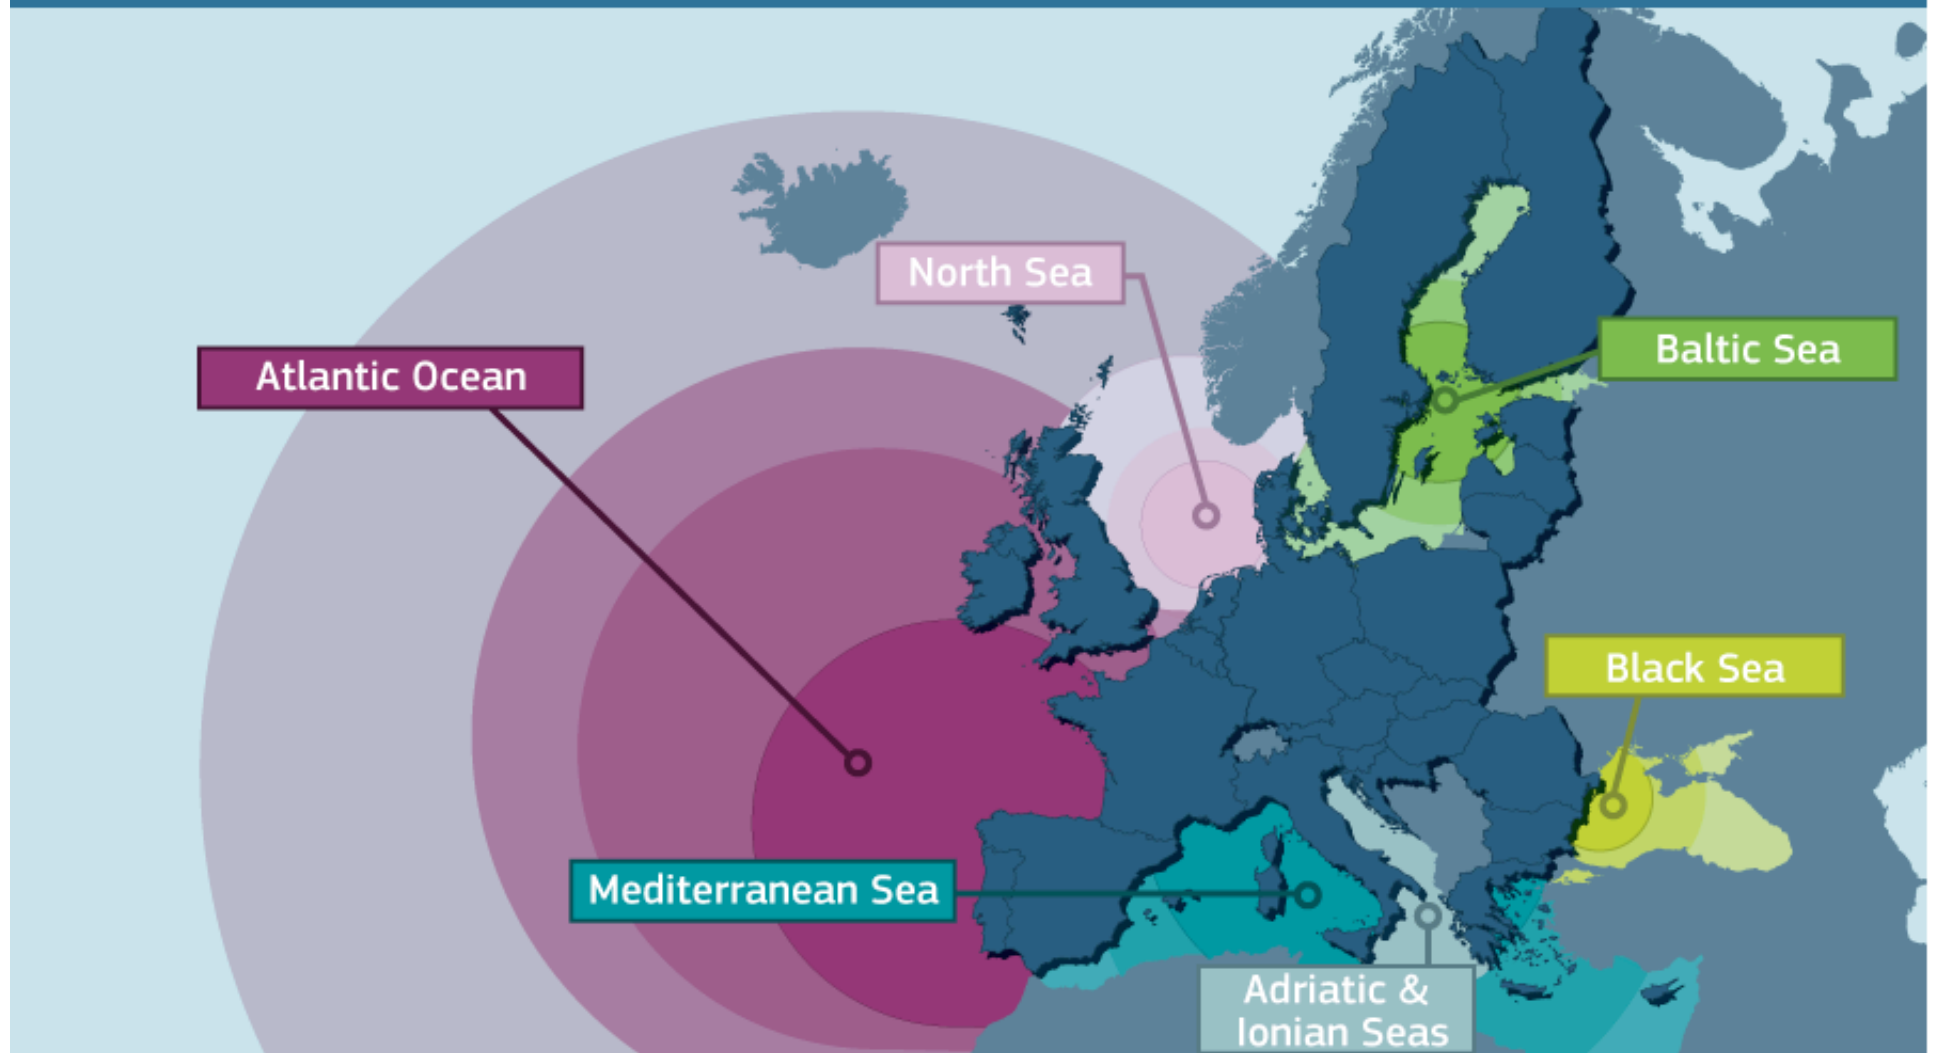 North Sea
Baltic Sea
Atlantic Ocean
Black Sea
Mediterranean Sea
Adriatic &
Ionian Seas